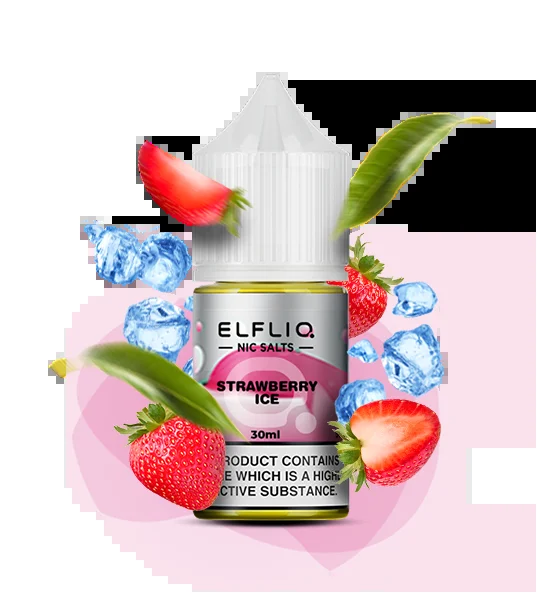 ELFLIQ
NIC SALTS
STRAWBERRY
ICE
30ml
PRODUCT CONTAINS
E WHICH IS A HIGH
CTIVE SUBSTANCE.